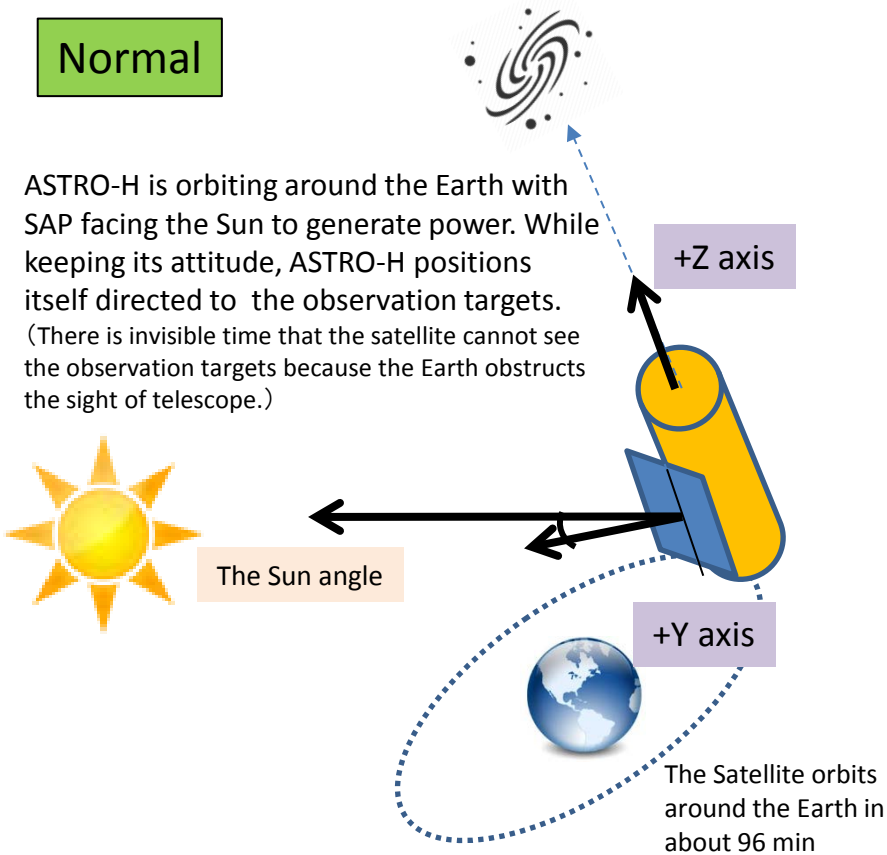 Normal
ASTRO-H is orbiting around the Earth with
SAP facing the Sun to generate power. While
keeping its attitude, ASTRO-H positions
itself directed to  the observation targets.
（There is invisible time that the satellite cannot see
the observation targets because the Earth obstructs
the sight of telescope.）
+Z axis
The Sun angle
+Y axis
The Satellite orbits
around the Earth in
about 96 min